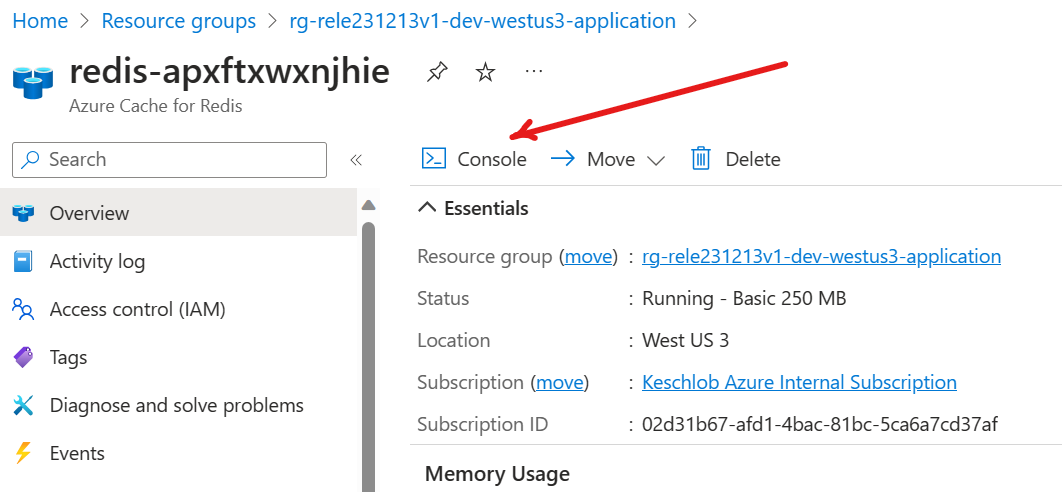 Home > Resource groups > rg-rele231213v1-dev-westus3-application >
redis-apxftxwxnjhie ...
Azure Cache for Redis
Search «
Console Move Delete
Overview
Activity log
Access control (IAM)
Tags
Diagnose and solve problems
Events
Essentials
Resource group (move) : rg-rele231213v1-dev-westus3-application
Status : Running - Basic 250 MB
Location : West US 3
Subscription (move) : Keschlob Azure Internal Subscription
Subscription ID : 02d31b67-afd1-4bac-81bc-5ca6a7cd37af
Memory Usage